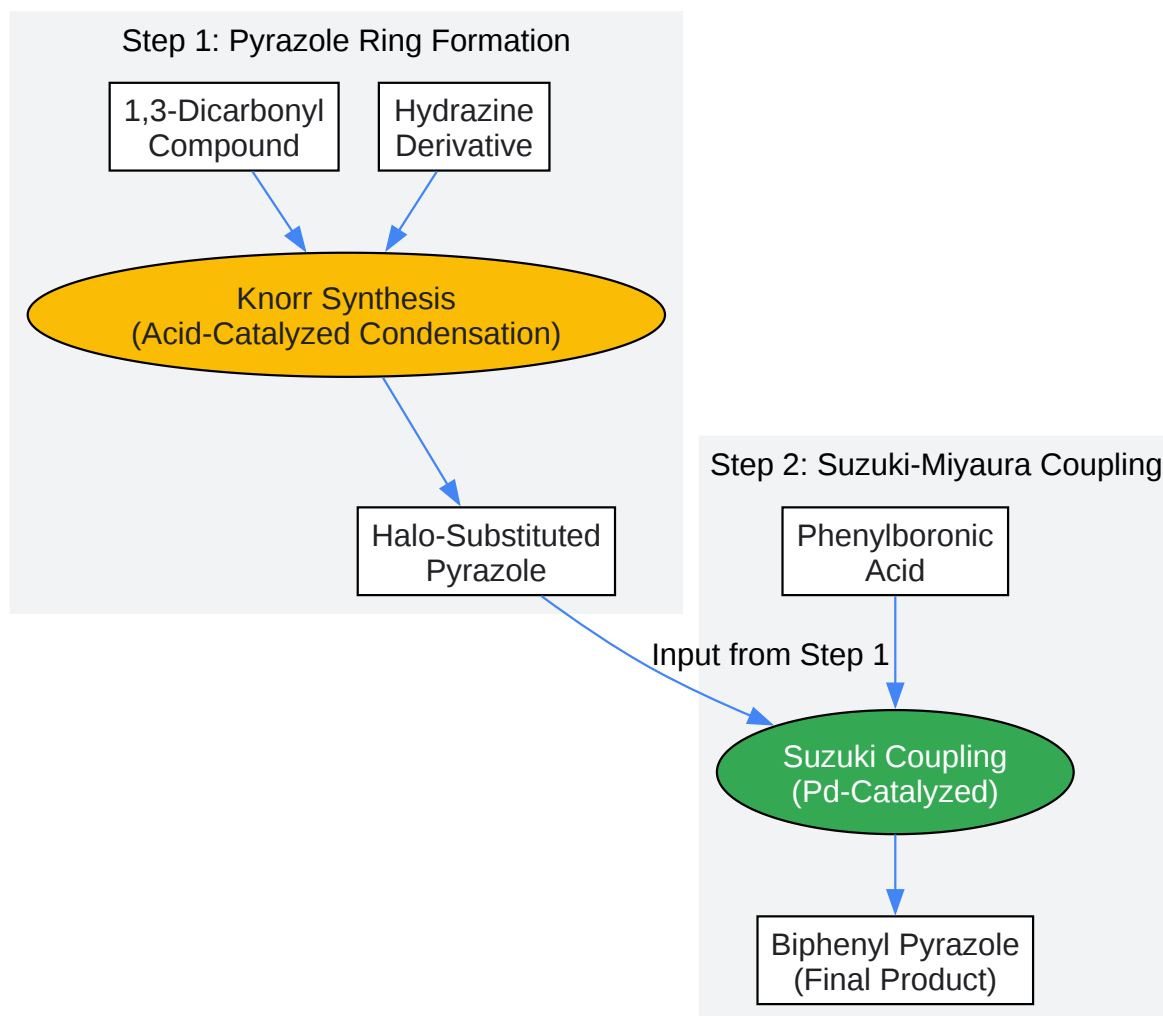 Step 1: Pyrazole Ring Formation
1,3-Dicarbonyl
Compound
Hydrazine
Derivative
Knorr Synthesis
(Acid-Catalyzed Condensation)
Halo-Substituted
Pyrazole
Step 2: Suzuki-Miyaura Coupling
Phenylboronic
Acid
Input from Step 1
Suzuki Coupling
(Pd-Catalyzed)
Biphenyl Pyrazole
(Final Product)